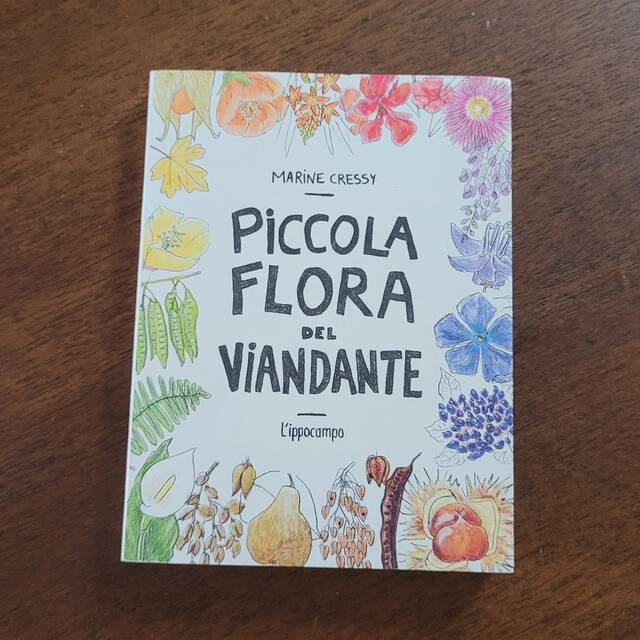 MARINE CRESSY
PiCCOLA
FLORA
DEL
ViANDANTE
L'ippocampo